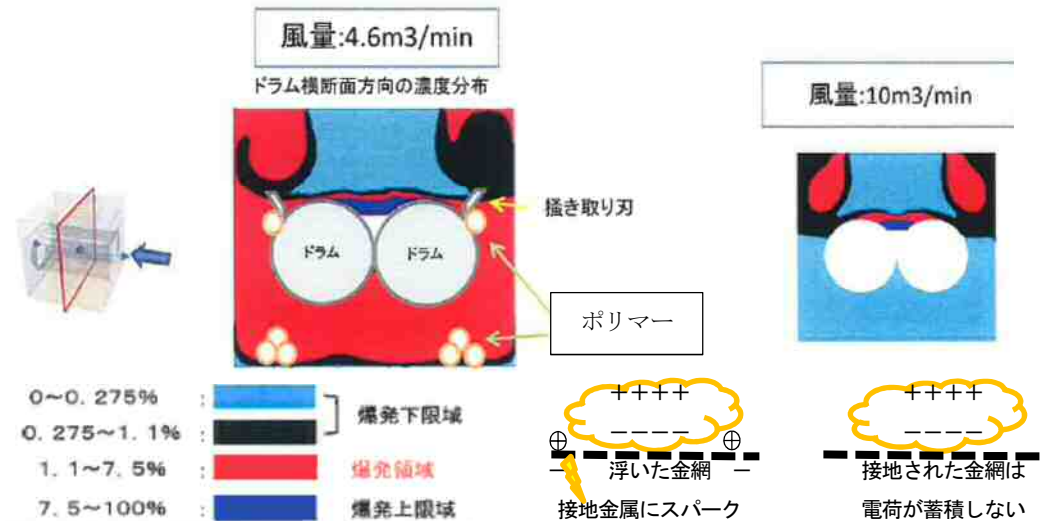 風量:4.6m3/min
ドラム横断面方向の濃度分布
風量:10m3/min
掻き取り刃
ドラム
ドラム
ポリマー
0～0.275% :
0.275～1.1% :
爆発下限域
1.1～7.5% :
爆発領域
7.5～100% :
爆発上限域
++++
----
⊕ ⊕
- 浮いた金網 -
接地金属にスパーク
++++
----
接地された金網は
電荷が蓄積しない